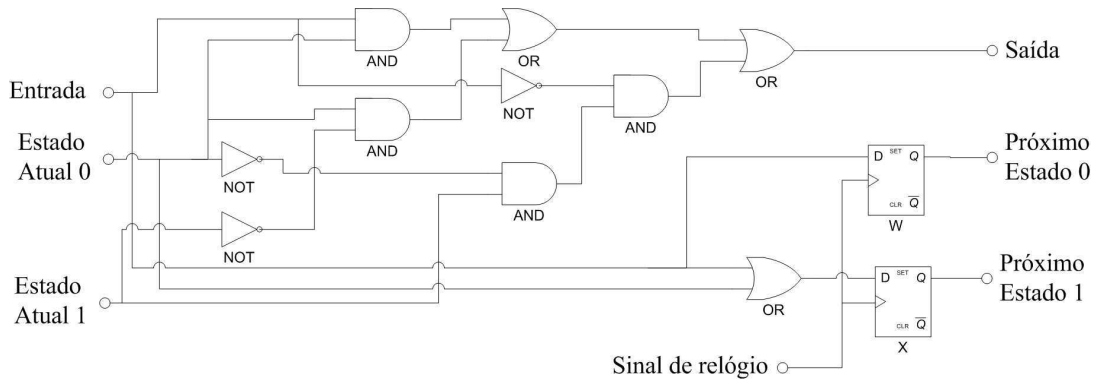 AND
OR
OR
Saída
Entrada
NOT
AND
AND
Estado
Atual 0
NOT
AND
D SET Q
CLR Q̅
W
Próximo
Estado 0
NOT
Estado
Atual 1
OR
D SET Q
CLR Q̅
X
Próximo
Estado 1
Sinal de relógio